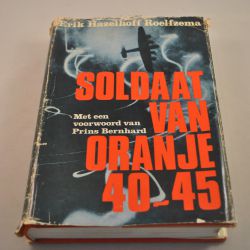 Erik Hazelhoff Roelfzema
SOLDAAT
Met een
voorwoord van
Prins Bernhard
VAN
ORANJE
40-45